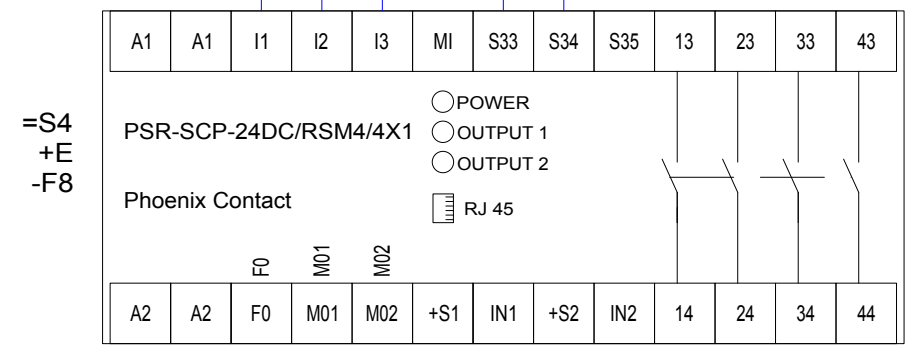 A1 A1 I1 I2 I3 MI S33 S34 S35 13 23 33 43
=S4
+E
-F8
PSR-SCP-24DC/RSM4/4X1
Phoenix Contact
POWER
OUTPUT 1
OUTPUT 2
RJ 45
F0 M01 M02
A2 A2 F0 M01 M02 +S1 IN1 +S2 IN2 14 24 34 44